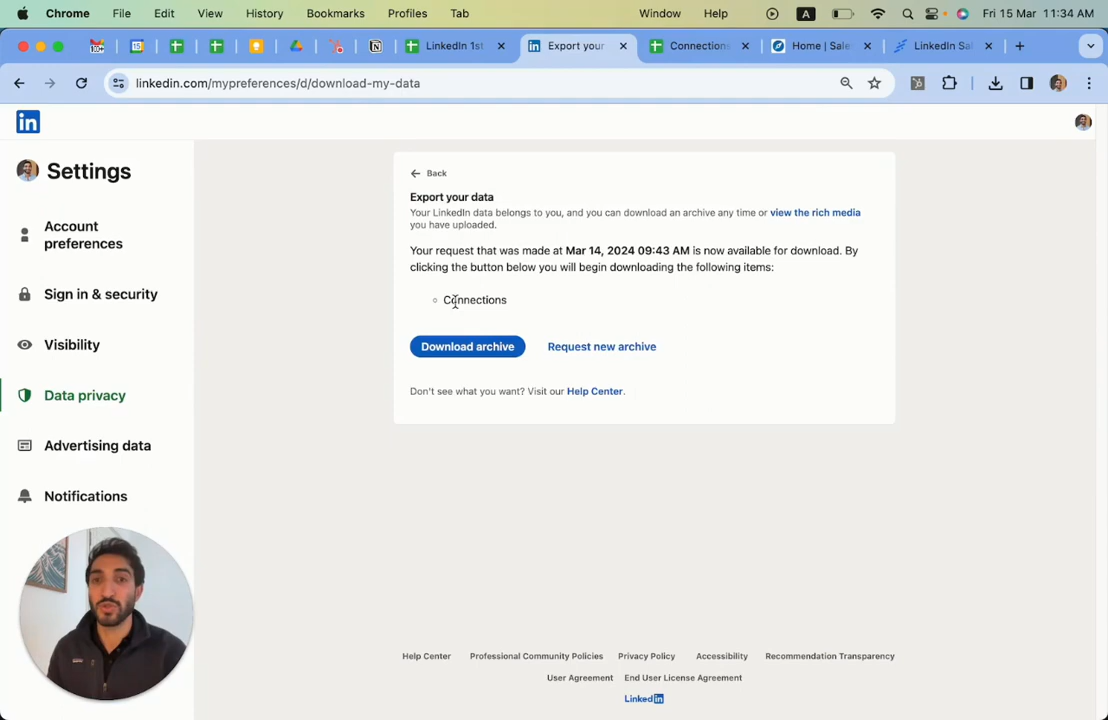 Chrome File Edit View History Bookmarks Profiles Tab Window Help A Fri 15 Mar 11:34 AM
LinkedIn 1st Export your Connections Home | Sale LinkedIn Sal
linkedin.com/mypreferences/d/download-my-data
in
Settings
Account
preferences
Sign in & security
Visibility
Data privacy
Advertising data
Notifications
Back
Export your data
Your LinkedIn data belongs to you, and you can download an archive any time or view the rich media
you have uploaded.
Your request that was made at Mar 14, 2024 09:43 AM is now available for download. By
clicking the button below you will begin downloading the following items:
Connections
Download archive Request new archive
Don't see what you want? Visit our Help Center.
Help Center Professional Community Policies Privacy Policy Accessibility Recommendation Transparency
User Agreement End User License Agreement
LinkedIn